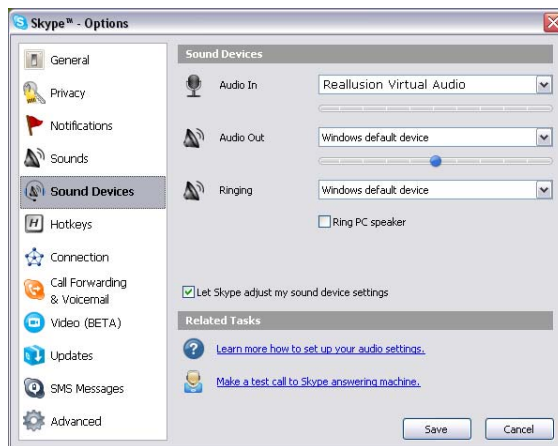 Skype™ - Options
General
Privacy
Notifications
Sounds
Sound Devices
Hotkeys
Connection
Call Forwarding
& Voicemail
Video (BETA)
Updates
SMS Messages
Advanced
Sound Devices
Audio In
Reallusion Virtual Audio
Audio Out
Windows default device
Ringing
Windows default device
Ring PC speaker
Let Skype adjust my sound device settings
Related Tasks
Learn more how to set up your audio settings.
Make a test call to Skype answering machine.
Save
Cancel